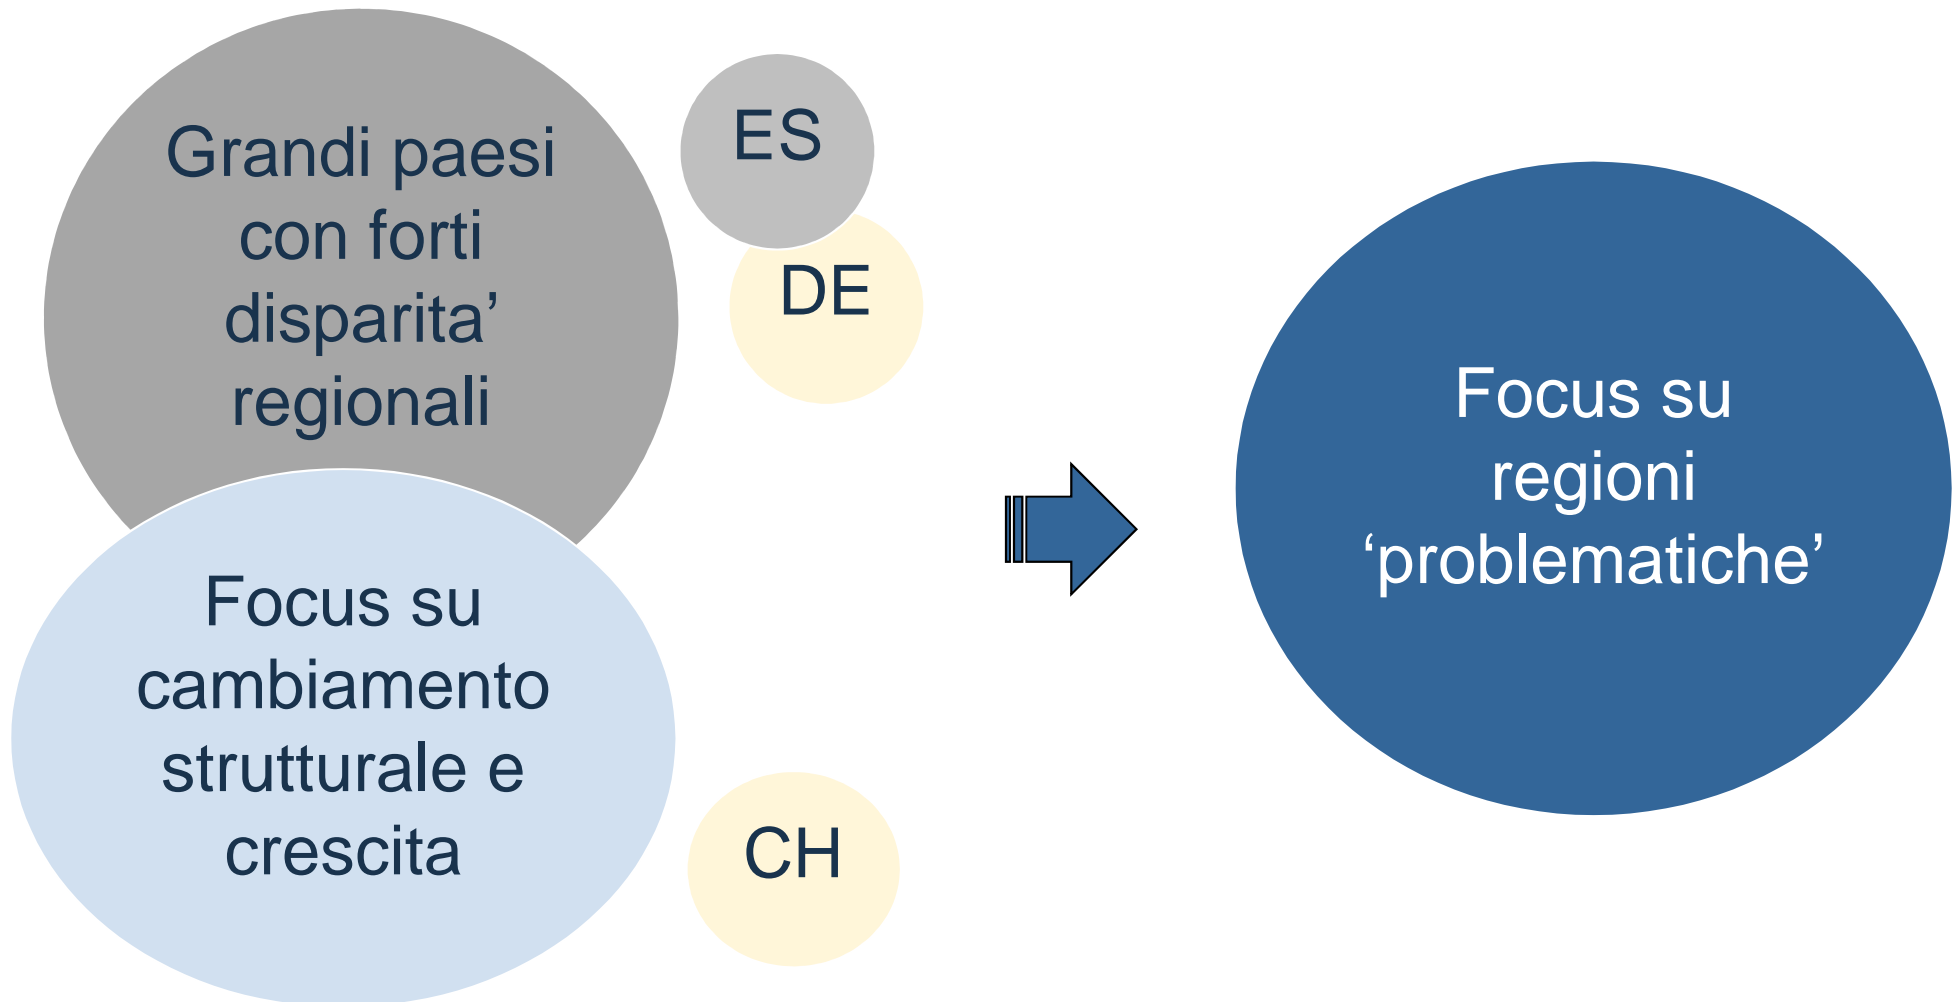 Grandi paesi
con forti
disparita’
regionali
ES
DE
Focus su
cambiamento
strutturale e
crescita
CH
Focus su
regioni
‘problematiche’